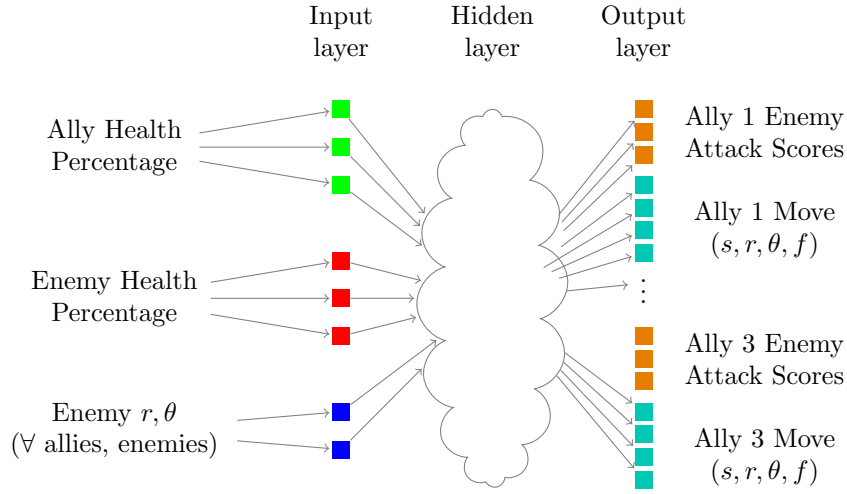 Input
layer
Hidden
layer
Output
layer
Ally Health
Percentage
Enemy Health
Percentage
Enemy r, θ
(∀ allies, enemies)
Ally 1 Enemy
Attack Scores
Ally 1 Move
(s, r, θ, f)
⋮
Ally 3 Enemy
Attack Scores
Ally 3 Move
(s, r, θ, f)